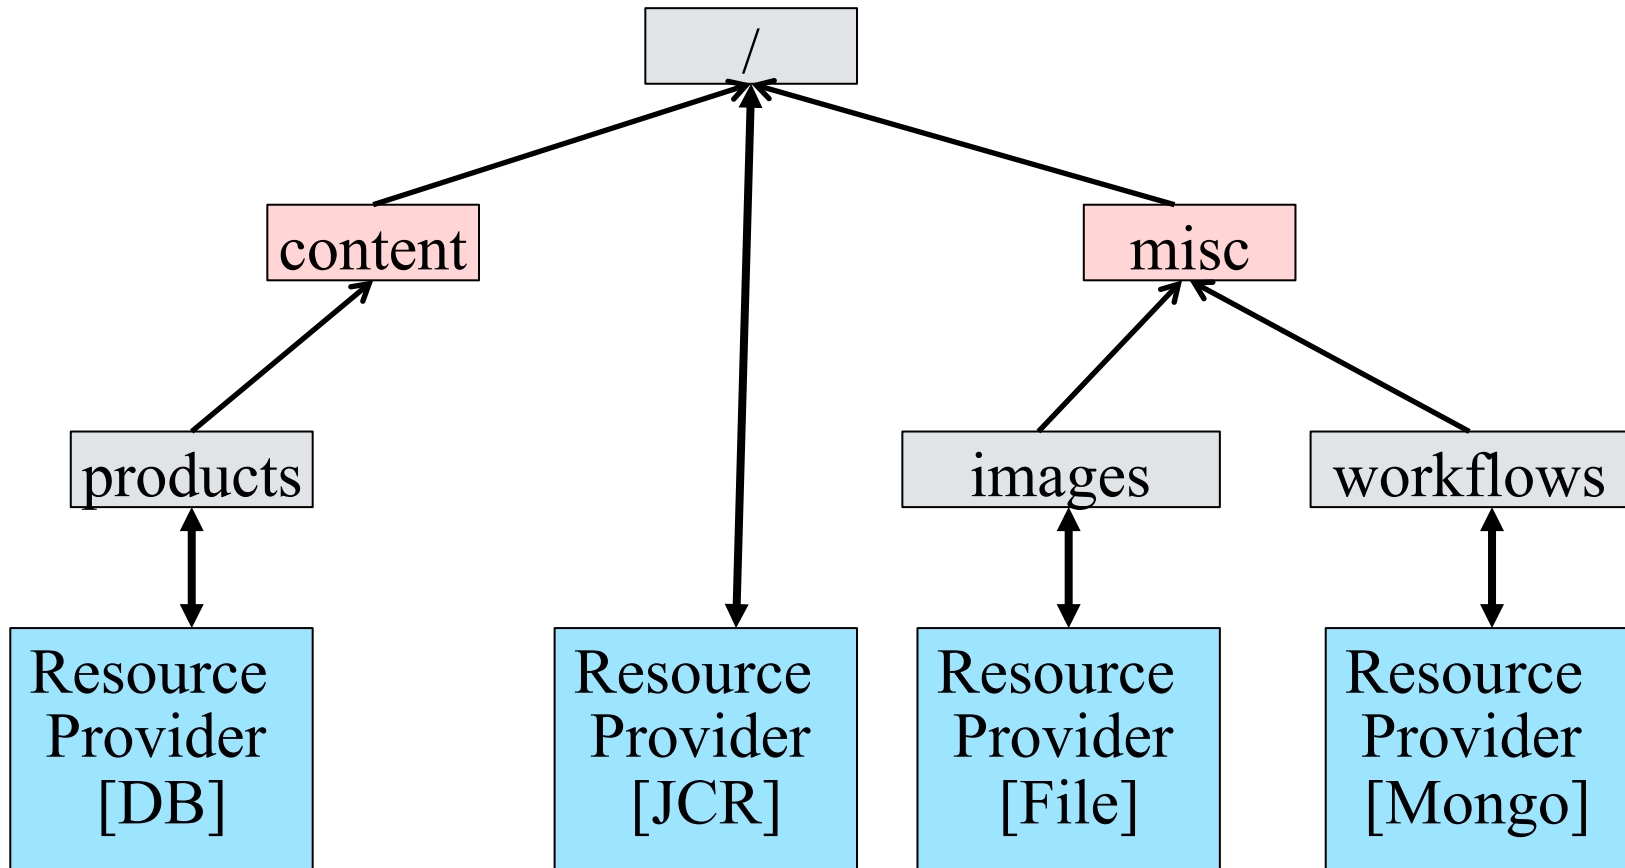 /
content
misc
products
images
workflows
Resource
Provider
[DB]
Resource
Provider
[JCR]
Resource
Provider
[File]
Resource
Provider
[Mongo]